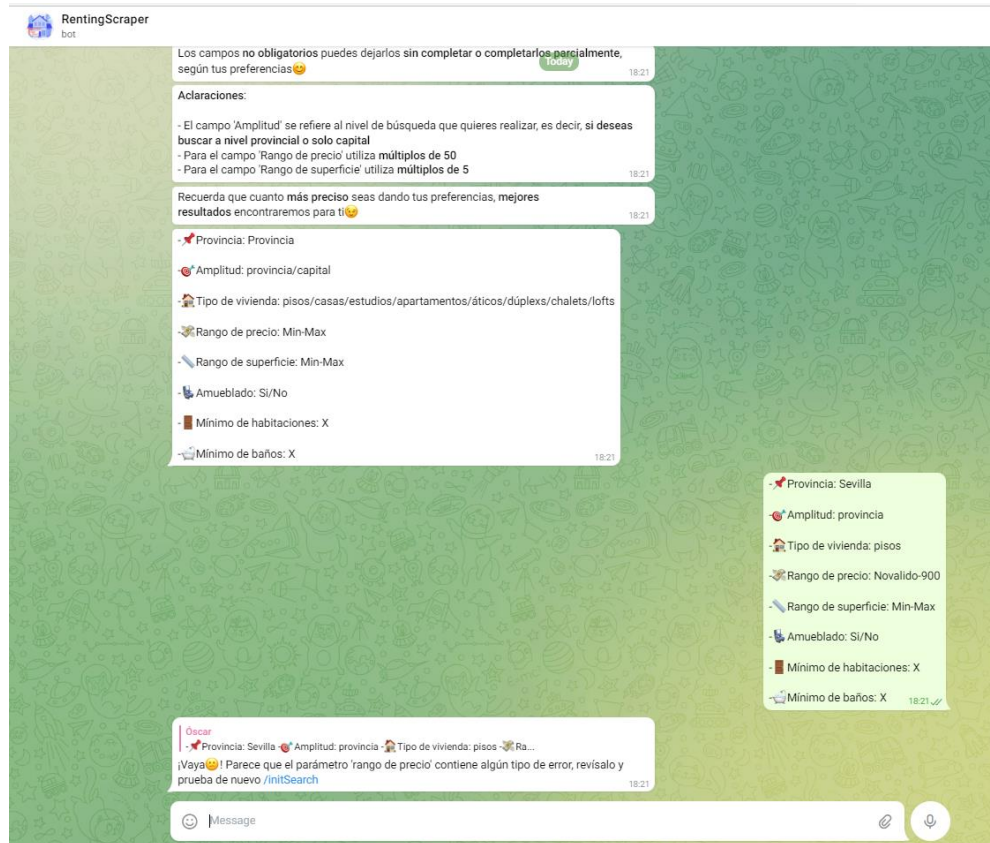 RentingScraper
bot
Los campos no obligatorios puedes dejarlos sin completar o completarlos parcialmente,
según tus preferencias😊
Today
18:21
Aclaraciones:
- El campo 'Amplitud' se refiere al nivel de búsqueda que quieres realizar, es decir, si deseas
buscar a nivel provincial o solo capital
- Para el campo 'Rango de precio' utiliza múltiplos de 50
- Para el campo 'Rango de superficie' utiliza múltiplos de 5
18:21
Recuerda que cuanto más preciso seas dando tus preferencias, mejores
resultados encontraremos para ti😉
18:21
-📌Provincia: Provincia
-🎯Amplitud: provincia/capital
-🏠Tipo de vivienda: pisos/casas/estudios/apartamentos/áticos/dúplexs/chalets/lofts
-💸Rango de precio: Min-Max
-📏Rango de superficie: Min-Max
-💺Amueblado: Si/No
-🚪Mínimo de habitaciones: X
-🛁Mínimo de baños: X
18:21
-📌Provincia: Sevilla
-🎯Amplitud: provincia
-🏠Tipo de vivienda: pisos
-💸Rango de precio: Novalido-900
-📏Rango de superficie: Min-Max
-💺Amueblado: Si/No
-🚪Mínimo de habitaciones: X
-🛁Mínimo de baños: X
18:21
Óscar
-📌Provincia: Sevilla -🎯Amplitud: provincia -🏠Tipo de vivienda: pisos -💸Ra...
¡Vaya😕! Parece que el parámetro 'rango de precio' contiene algún tipo de error, revísalo y
prueba de nuevo /initSearch
18:21
Message